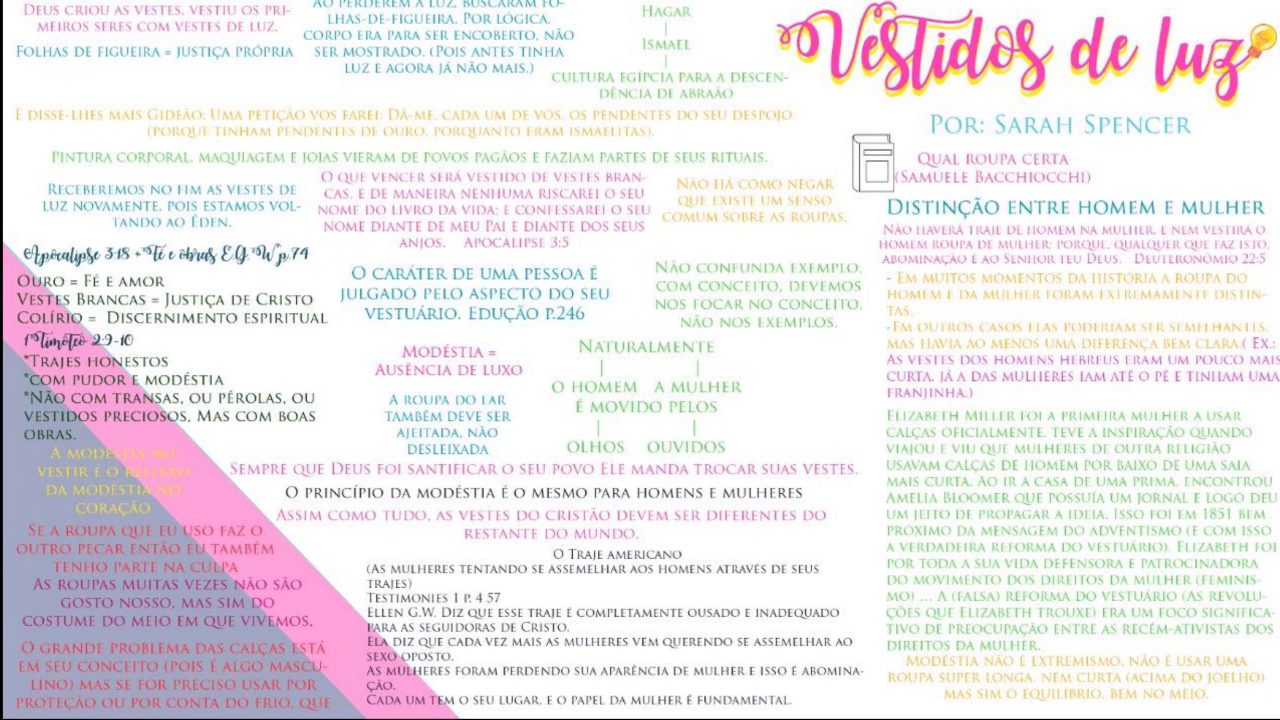 Deus criou as vestes, vestiu os pri-
meiros seres com vestes de luz.
Folhas de figueira = justiça própria
Ao perderem a luz, buscaram fo-
lhas-de-figueira. Por lógica,
corpo era para ser encoberto, não
ser mostrado. (Pois antes tinha
luz e agora já não mais.)
Hagar
|
Ismael
|
Cultura egípcia para a descen-
dência de Abraão
Vestidos de luz
Por: Sarah Spencer
Qual roupa certa
(Samuele Bacchiocchi)
E disse-lhes mais Gideão: Uma petição vos farei: Dá-me, cada um de vós, os pendentes do seu despojo
(porque tinham pendentes de ouro, porquanto eram ismaelitas).
Pintura corporal, maquiagem e joias vieram de povos pagãos e faziam partes de seus rituais.
Receberemos no fim as vestes de
luz novamente, pois estamos vol-
tando ao Éden.
O que vencer será vestido de vestes bran-
cas, e de maneira nenhuma riscarei o seu
nome do livro da vida; e confessarei o seu
nome diante de meu Pai e diante dos seus
anjos. Apocalipse 3:5
Não há como negar
que existe um senso
comum sobre as roupas.
Apocalipse 3:18 + Fé e obras E.G.W p.74
Ouro = Fé e amor
Vestes Brancas = Justiça de Cristo
Colírio = Discernimento espiritual
1 Timoteo 2:9-10
*Trajes honestos
*com pudor e modéstia
*Não com transas, ou pérolas, ou
vestidos preciosos, Mas com boas
obras.
A modéstia no
vestir é o reflexo
da modéstia no
coração
Se a roupa que eu uso faz o
outro pecar então eu também
tenho parte na culpa
As roupas muitas vezes não são
gosto nosso, mas sim do
costume do meio em que vivemos.
O grande problema das calças está
em seu conceito (pois é algo mascu-
lino) mas se for preciso usar por
proteção ou por conta do frio, que
O caráter de uma pessoa é
julgado pelo aspecto do seu
vestuário. Edução p.246
Não confunda exemplo,
com conceito, devemos
nos focar no conceito,
não nos exemplos.
Modéstia =
Ausência de luxo
A roupa do lar
também deve ser
ajeitada, não
desleixada
Naturalmente
| |
O homem a mulher
é movido pelos
| |
olhos ouvidos
Sempre que Deus foi santificar o seu povo Ele manda trocar suas vestes.
O princípio da modéstia é o mesmo para homens e mulheres
Assim como tudo, as vestes do cristão devem ser diferentes do
restante do mundo.
O Traje americano
(As mulheres tentando se assemelhar aos homens através de seus
trajes)
Testimonies 1 p. 4 57
Ellen G.W. Diz que esse traje é completamente ousado e inadequado
para as seguidoras de Cristo.
Ela diz que cada vez mais as mulheres vem querendo se assemelhar ao
sexo oposto.
As mulheres foram perdendo sua aparência de mulher e isso é abomina-
ção.
Cada um tem o seu lugar, e o papel da mulher é fundamental.
Distinção entre homem e mulher
Não haverá traje de homem na mulher, e nem vestirá o
homem roupa de mulher; porque, qualquer que faz isto,
abominação é ao Senhor teu Deus. Deuteronômio 22:5
- Em muitos momentos da história a roupa do
homem e da mulher foram extremamente distin-
tas.
-Em outros casos elas poderiam ser semelhantes,
mas havia ao menos uma diferença bem clara.( Ex.:
As vestes dos homens hebreus eram um pouco mais
curta, já a das mulheres iam até o pé e tinham uma
franjinha.)
Elizabeth Miller foi a primeira mulher a usar
calças oficialmente. Teve a inspiração quando
viajou e viu que mulheres de outra religião
usavam calças de homem por baixo de uma saia
mais curta. Ao ir a casa de uma prima, encontrou
Amelia Bloomer que possuía um jornal e logo deu
um jeito de propagar a ideia. Isso foi em 1851 bem
próximo da mensagem do adventismo (e com isso
a verdadeira reforma do vestuário). Elizabeth foi
por toda a sua vida defensora e patrocinadora
do movimento dos direitos da mulher (feminis-
mo) ... A (falsa) reforma do vestuário (as revolu-
ções que Elizabeth trouxe) era um foco significa-
tivo de preocupação entre as recém-ativistas dos
direitos da mulher.
Modéstia não é extremismo, não é usar uma
roupa super longa, nem curta (acima do joelho)
mas sim o equilíbrio, bem no meio.